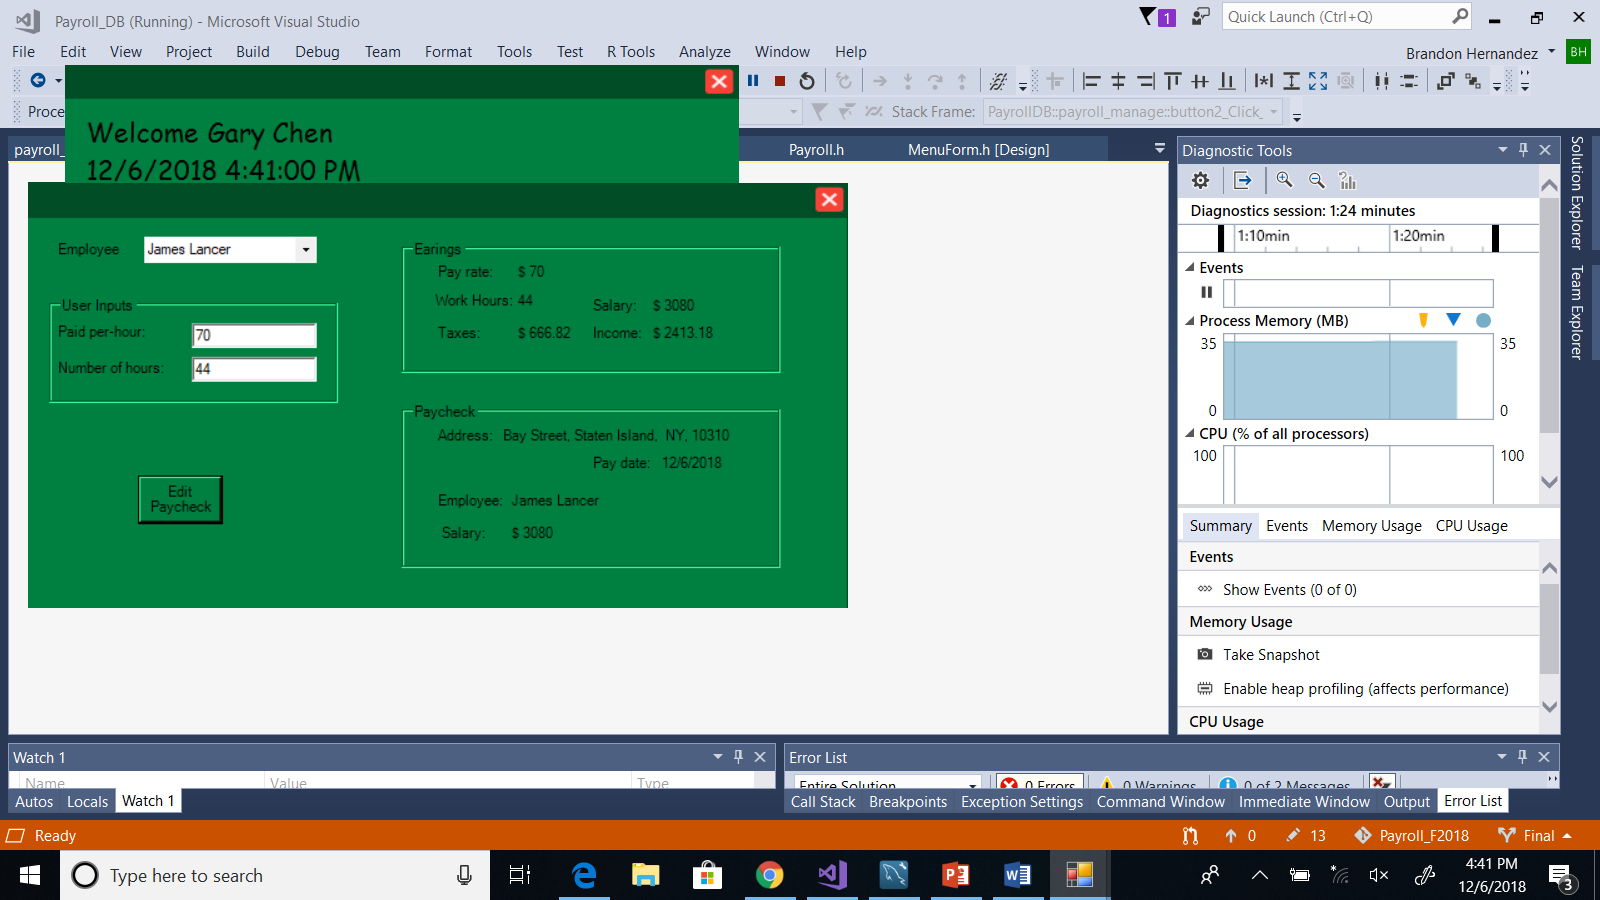 Payroll_DB (Running) - Microsoft Visual Studio
1
Quick Launch (Ctrl+Q)
File Edit View Project Build Debug Team Format Tools Test R Tools Analyze Window Help
Brandon Hernandez BH
Proce
Stack Frame: PayrollDB::payroll_manage::button2_Click_
Welcome Gary Chen
12/6/2018 4:41:00 PM
payroll_ Payroll.h MenuForm.h [Design]
Employee James Lancer
User Inputs
Paid per-hour: 70
Number of hours: 44
Edit
Paycheck
Earings
Pay rate: $ 70
Work Hours: 44 Salary: $ 3080
Taxes: $ 666.82 Income: $ 2413.18
Paycheck
Address: Bay Street, Staten Island, NY, 10310
Pay date: 12/6/2018
Employee: James Lancer
Salary: $ 3080
Diagnostic Tools
Diagnostics session: 1:24 minutes
1:10min 1:20min
Events
Process Memory (MB)
35 35
0 0
CPU (% of all processors)
100 100
Summary Events Memory Usage CPU Usage
Events
Show Events (0 of 0)
Memory Usage
Take Snapshot
Enable heap profiling (affects performance)
CPU Usage
Solution Explorer
Team Explorer
Watch 1
Name Value Type
Autos Locals Watch 1
Error List
Entire Solution 0 Errors 0 Warnings 0 of 2 Messages
Call Stack Breakpoints Exception Settings Command Window Immediate Window Output Error List
Ready
0 13 Payroll_F2018 Final
Type here to search
4:41 PM
12/6/2018
3